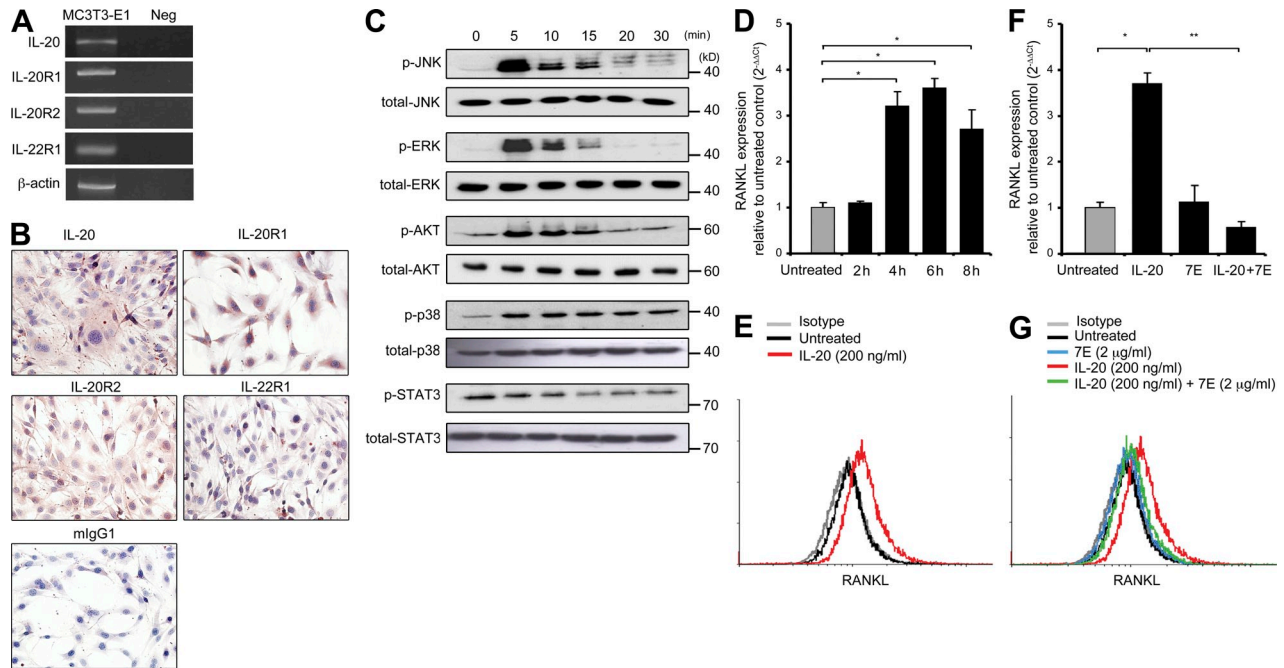 A
MC3T3-E1 Neg
IL-20
IL-20R1
IL-20R2
IL-22R1
β-actin
B
IL-20 IL-20R1
IL-20R2 IL-22R1
mIgG1
C
0 5 10 15 20 30 (min)
(kD)
p-JNK 40
total-JNK 40
p-ERK 40
total-ERK 40
p-AKT 60
total-AKT 60
p-p38 40
total-p38 40
p-STAT3 70
total-STAT3 70
D
RANKL expression
relative to untreated control (2-ΔΔCt)
5
4
3
2
1
0
*
*
*
Untreated 2h 4h 6h 8h
E
Isotype
Untreated
IL-20 (200 ng/ml)
RANKL
F
RANKL expression
relative to untreated control (2-ΔΔCt)
5
4
3
2
1
0
* **
Untreated IL-20 7E IL-20+7E
G
Isotype
Untreated
7E (2 μg/ml)
IL-20 (200 ng/ml)
IL-20 (200 ng/ml) + 7E (2 μg/ml)
RANKL